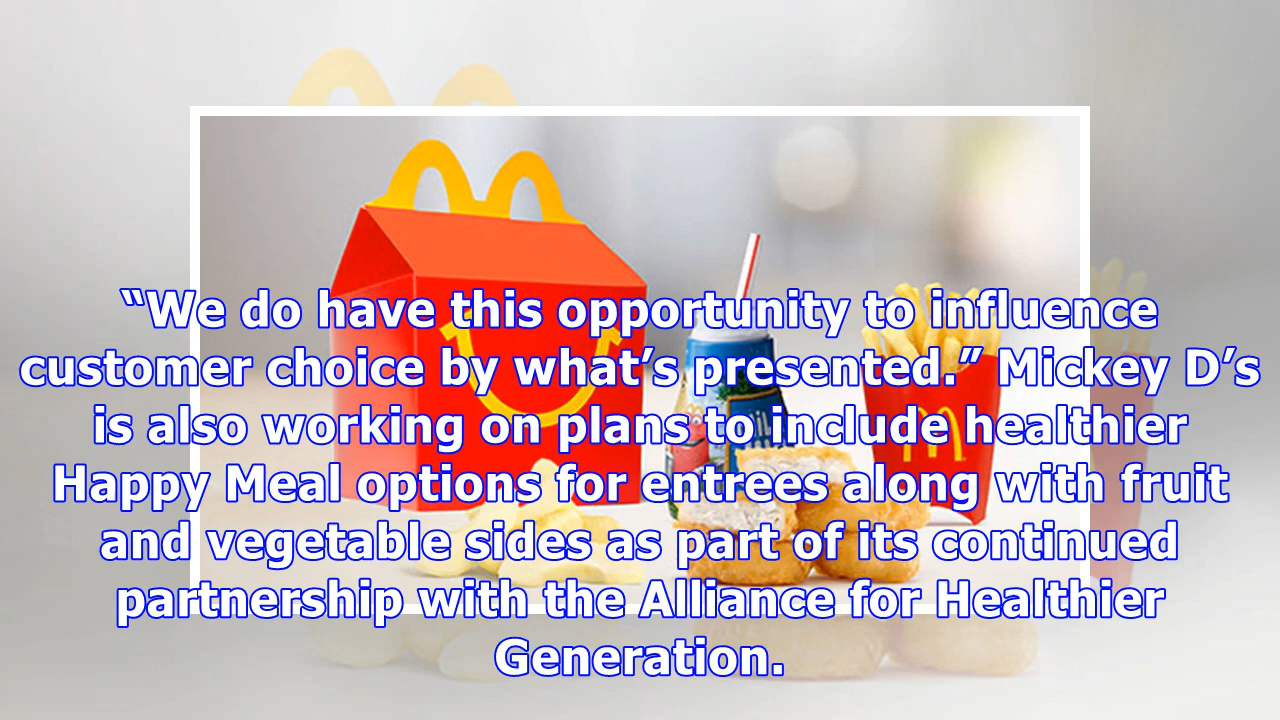 “We do have this opportunity to influence
customer choice by what’s presented.” Mickey D’s
is also working on plans to include healthier
Happy Meal options for entrees along with fruit
and vegetable sides as part of its continued
partnership with the Alliance for Healthier
Generation.